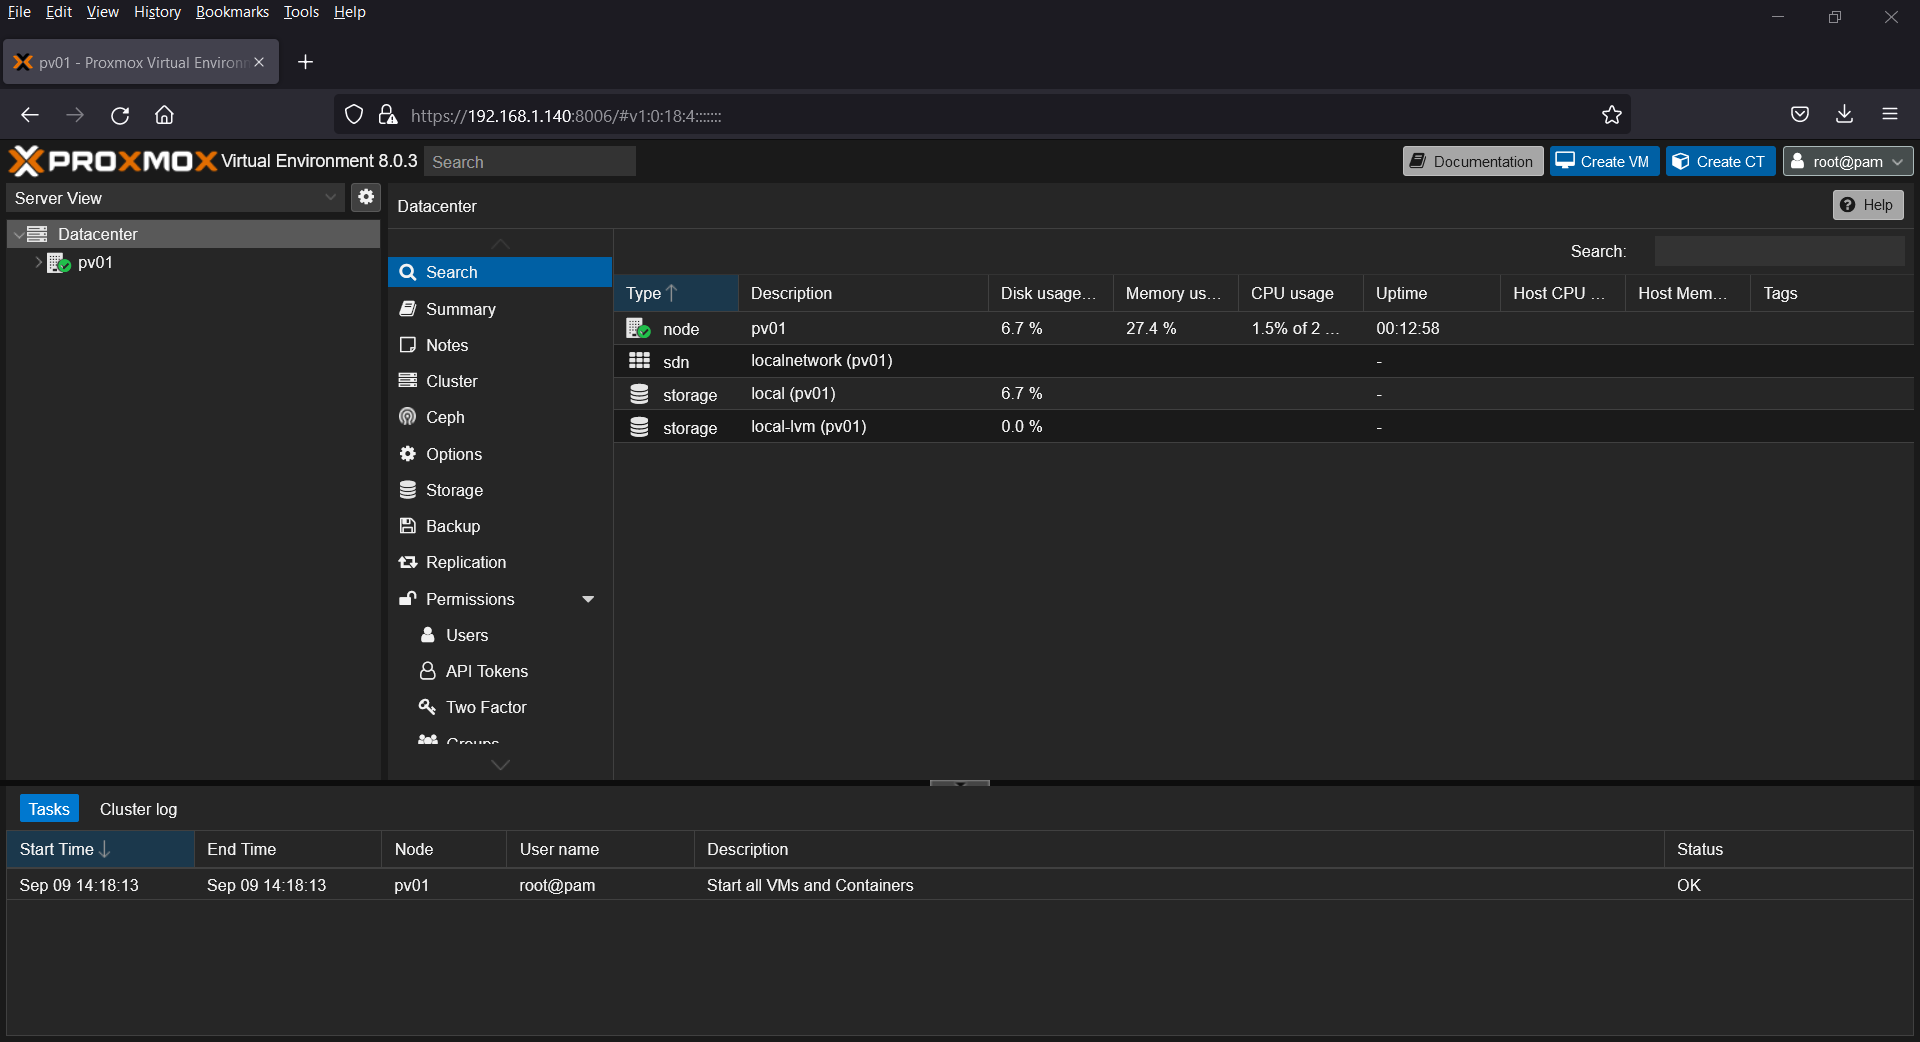 File Edit View History Bookmarks Tools Help
pv01 - Proxmox Virtual Environ
https://192.168.1.140:8006/#v1:0:18:4:::::::
PROXMOX Virtual Environment 8.0.3 Search Documentation Create VM Create CT root@pam
Server View
Datacenter Help
Datacenter
pv01
Search:
Search
Summary
Notes
Cluster
Ceph
Options
Storage
Backup
Replication
Permissions
Users
API Tokens
Two Factor
Groups
Type Description Disk usage... Memory us... CPU usage Uptime Host CPU ... Host Mem... Tags
node pv01 6.7 % 27.4 % 1.5% of 2 ... 00:12:58
sdn localnetwork (pv01) -
storage local (pv01) 6.7 % -
storage local-lvm (pv01) 0.0 % -
Tasks Cluster log
Start Time End Time Node User name Description Status
Sep 09 14:18:13 Sep 09 14:18:13 pv01 root@pam Start all VMs and Containers OK